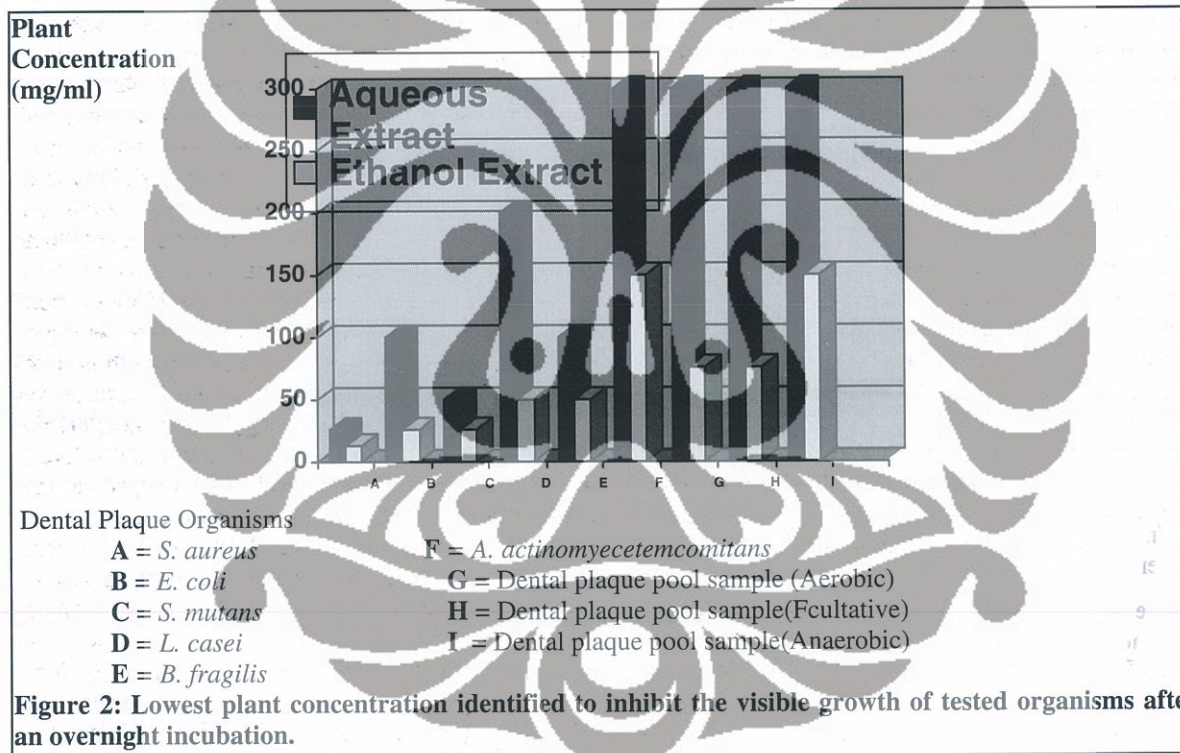 Plant
Concentration
(mg/ml)
300
250
200
150
100
50
0
Aqueous
Extract
Ethanol Extract
A B C D E F G H I
Dental Plaque Organisms
A = S. aureus
B = E. coli
C = S. mutans
D = L. casei
E = B. fragilis
F = A. actinomyecetemcomitans
G = Dental plaque pool sample (Aerobic)
H = Dental plaque pool sample(Fcultative)
I = Dental plaque pool sample(Anaerobic)
Figure 2: Lowest plant concentration identified to inhibit the visible growth of tested organisms afte
an overnight incubation.